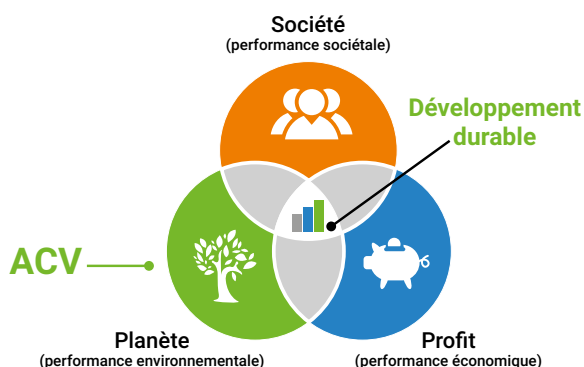 Société
(performance sociétale)
Développement
durable
ACV
Planète
(performance environnementale)
Profit
(performance économique)